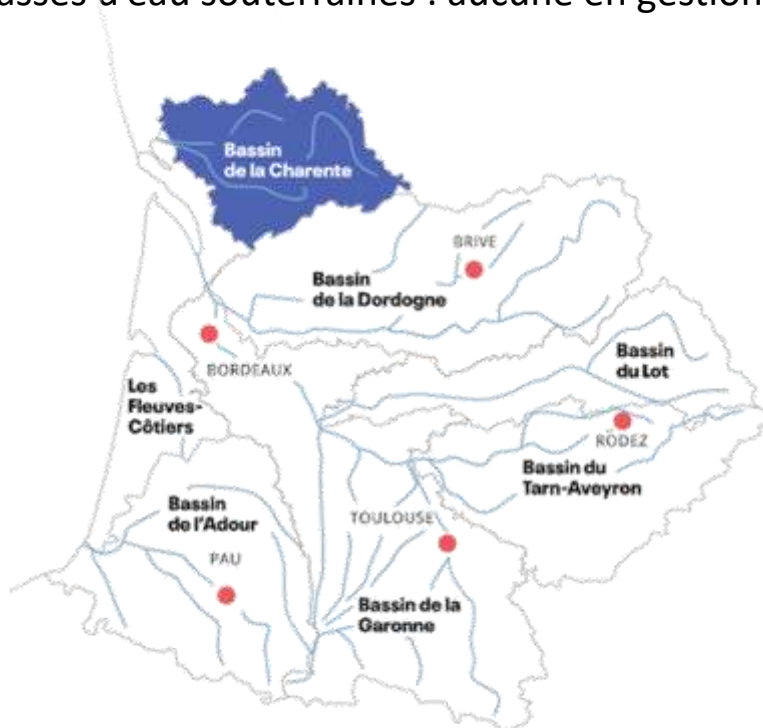 d'eau souterraines : aucune en gestion
Bassin
de la Charente
BRIVE
Bassin
de la Dordogne
BORDEAUX
Bassin
du Lot
Les
Fleuves-
Côtiers
RODEZ
Bassin du
Tarn-Aveyron
Bassin
de l'Adour
TOULOUSE
PAU
Bassin de la
Garonne